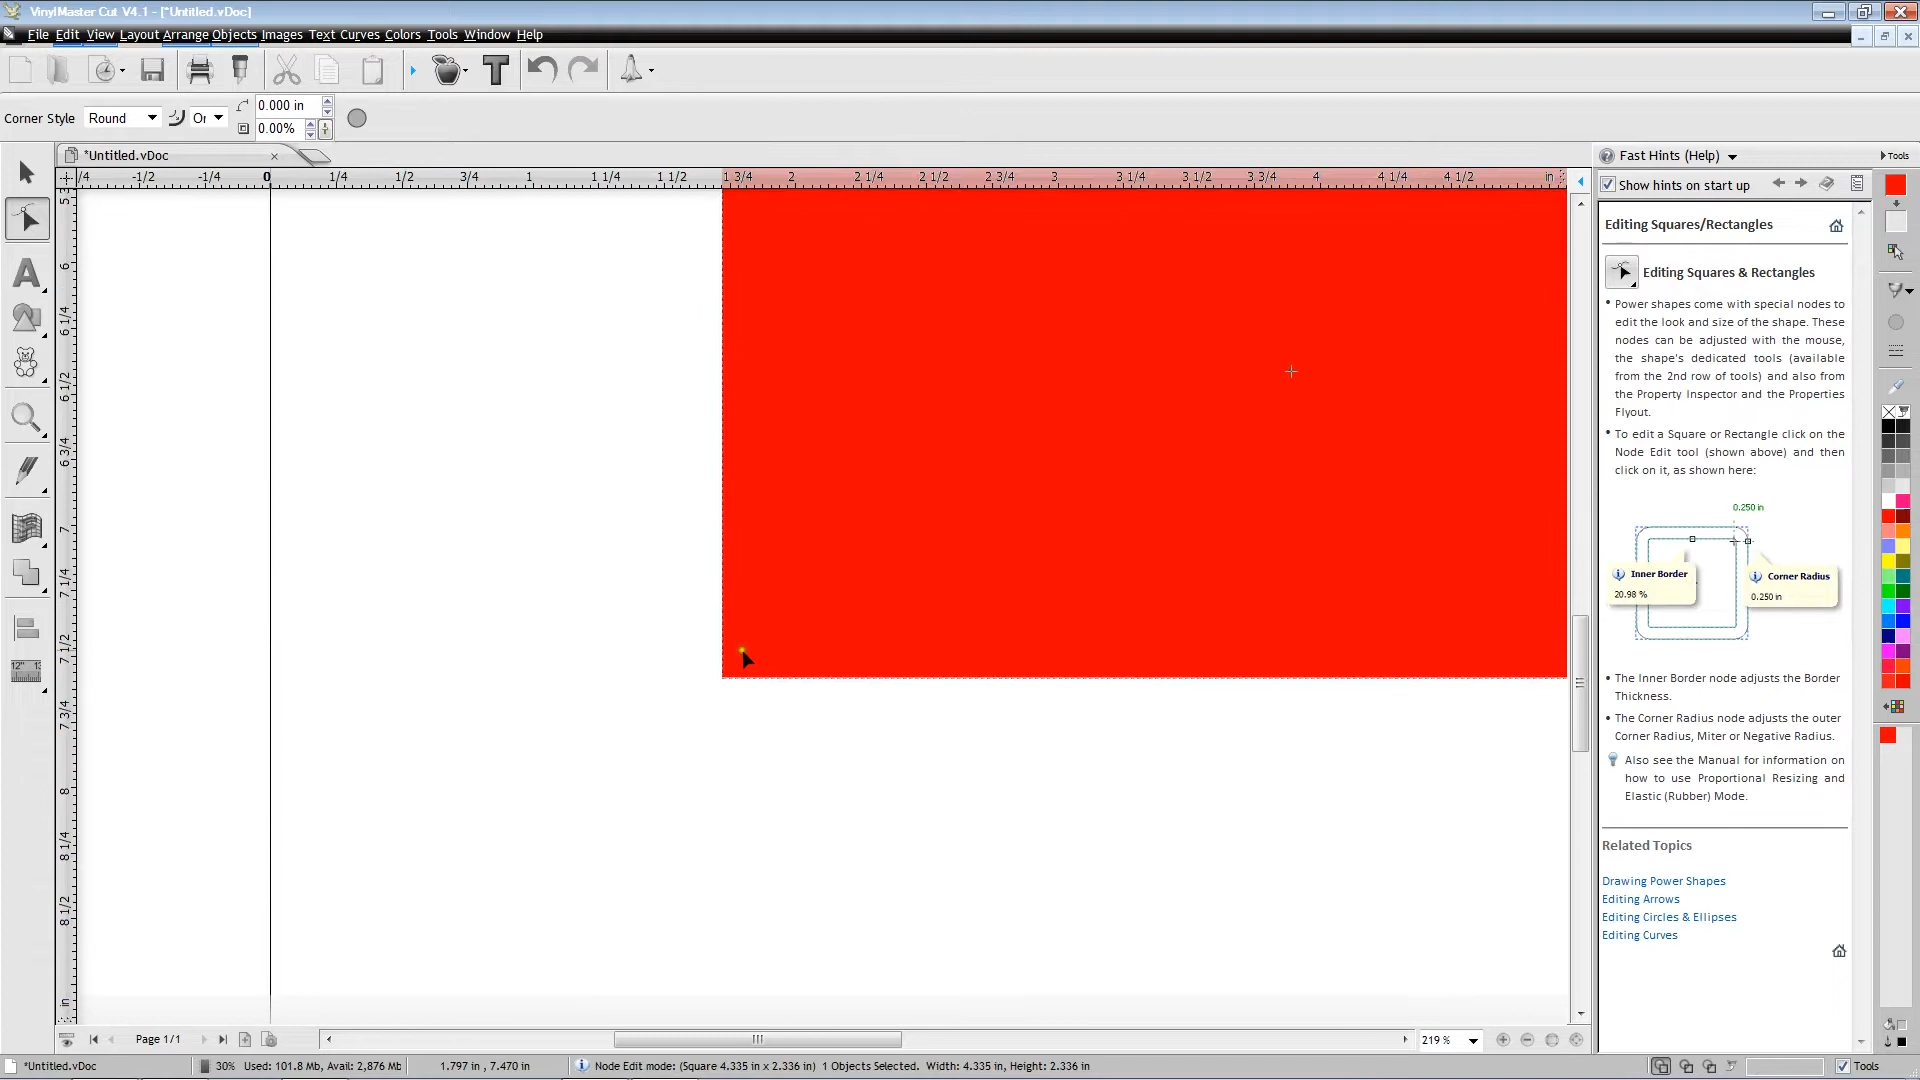 VinylMaster Cut V4.1 - [*Untitled.vDoc]
File Edit View Layout Arrange Objects Images Text Curves Colors Tools Window Help
Corner Style Round Or 0.000 in
0.00%
*Untitled.vDoc
/4 -1/2 -1/4 0 1/4 1/2 3/4 1 1 1/4 1 1/2 1 3/4 2 2 1/4 2 1/2 2 3/4 3 3 1/4 3 1/2 3 3/4 4 4 1/4 4 1/2 in
6
6 1/4
6 1/2
6 3/4
7
7 1/4
7 1/2
7 3/4
8
8 1/4
8 1/2
in
Fast Hints (Help)
Tools
Show hints on start up
Editing Squares/Rectangles
Editing Squares & Rectangles
• Power shapes come with special nodes to
edit the look and size of the shape. These
nodes can be adjusted with the mouse,
the shape's dedicated tools (available
from the 2nd row of tools) and also from
the Property Inspector and the Properties
Flyout.
• To edit a Square or Rectangle click on the
Node Edit tool (shown above) and then
click on it, as shown here:
0.250 in
Inner Border
20.98 %
Corner Radius
0.250 in
• The Inner Border node adjusts the Border
Thickness.
• The Corner Radius node adjusts the outer
Corner Radius, Miter or Negative Radius.
Also see the Manual for information on
how to use Proportional Resizing and
Elastic (Rubber) Mode.
Related Topics
Drawing Power Shapes
Editing Arrows
Editing Circles & Ellipses
Editing Curves
Page 1/1
219 %
*Untitled.vDoc 30% Used: 101.8 Mb, Avail: 2,876 Mb 1.797 in , 7.470 in Node Edit mode: (Square 4.335 in x 2.336 in) 1 Objects Selected. Width: 4.335 in, Height: 2.336 in Tools